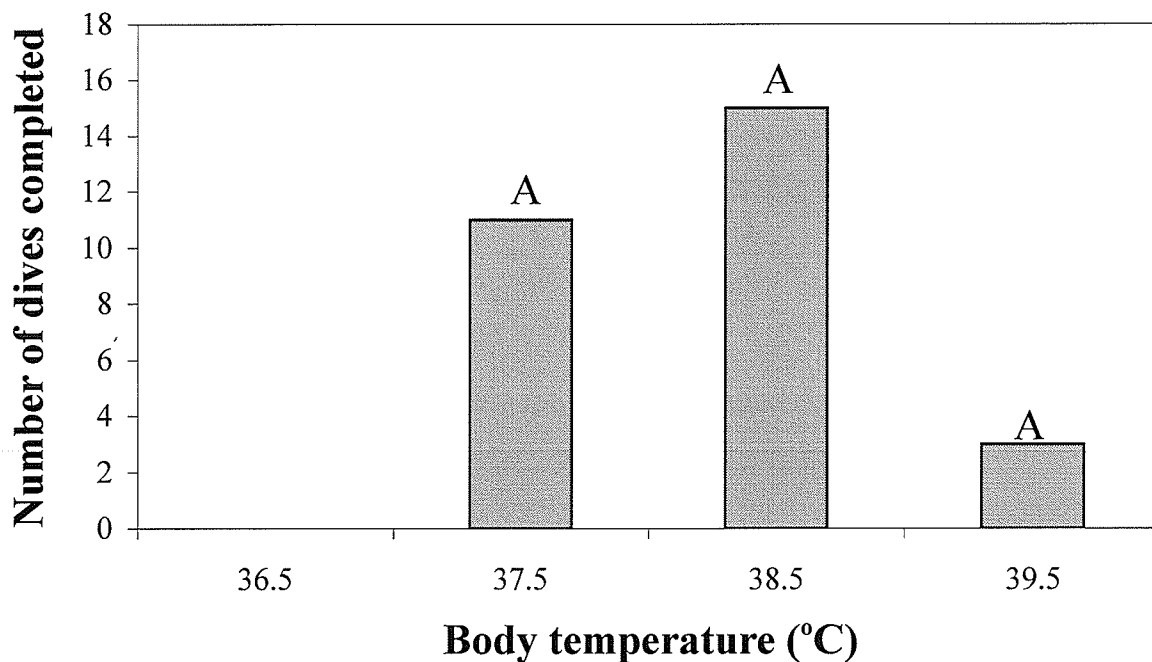 Number of dives completed
18
16
14
12
10
8
6
4
2
0
A
A
A
36.5 37.5 38.5 39.5
Body temperature (°C)